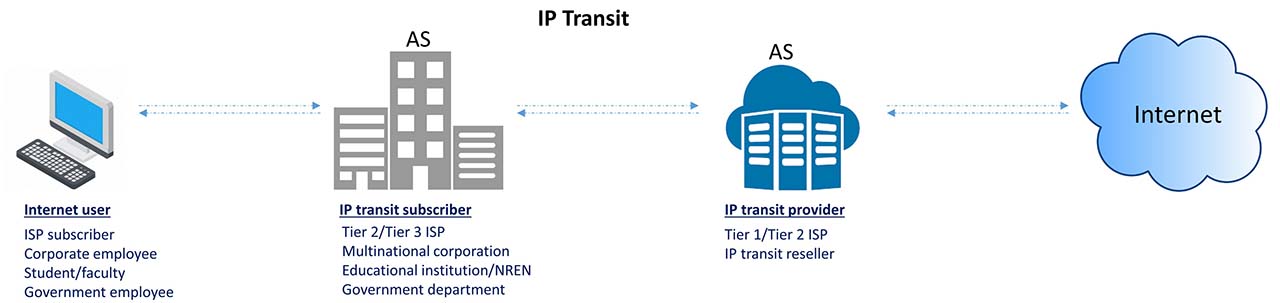 IP Transit
AS
AS
Internet
Internet user
ISP subscriber
Corporate employee
Student/faculty
Government employee
IP transit subscriber
Tier 2/Tier 3 ISP
Multinational corporation
Educational institution/NREN
Government department
IP transit provider
Tier 1/Tier 2 ISP
IP transit reseller